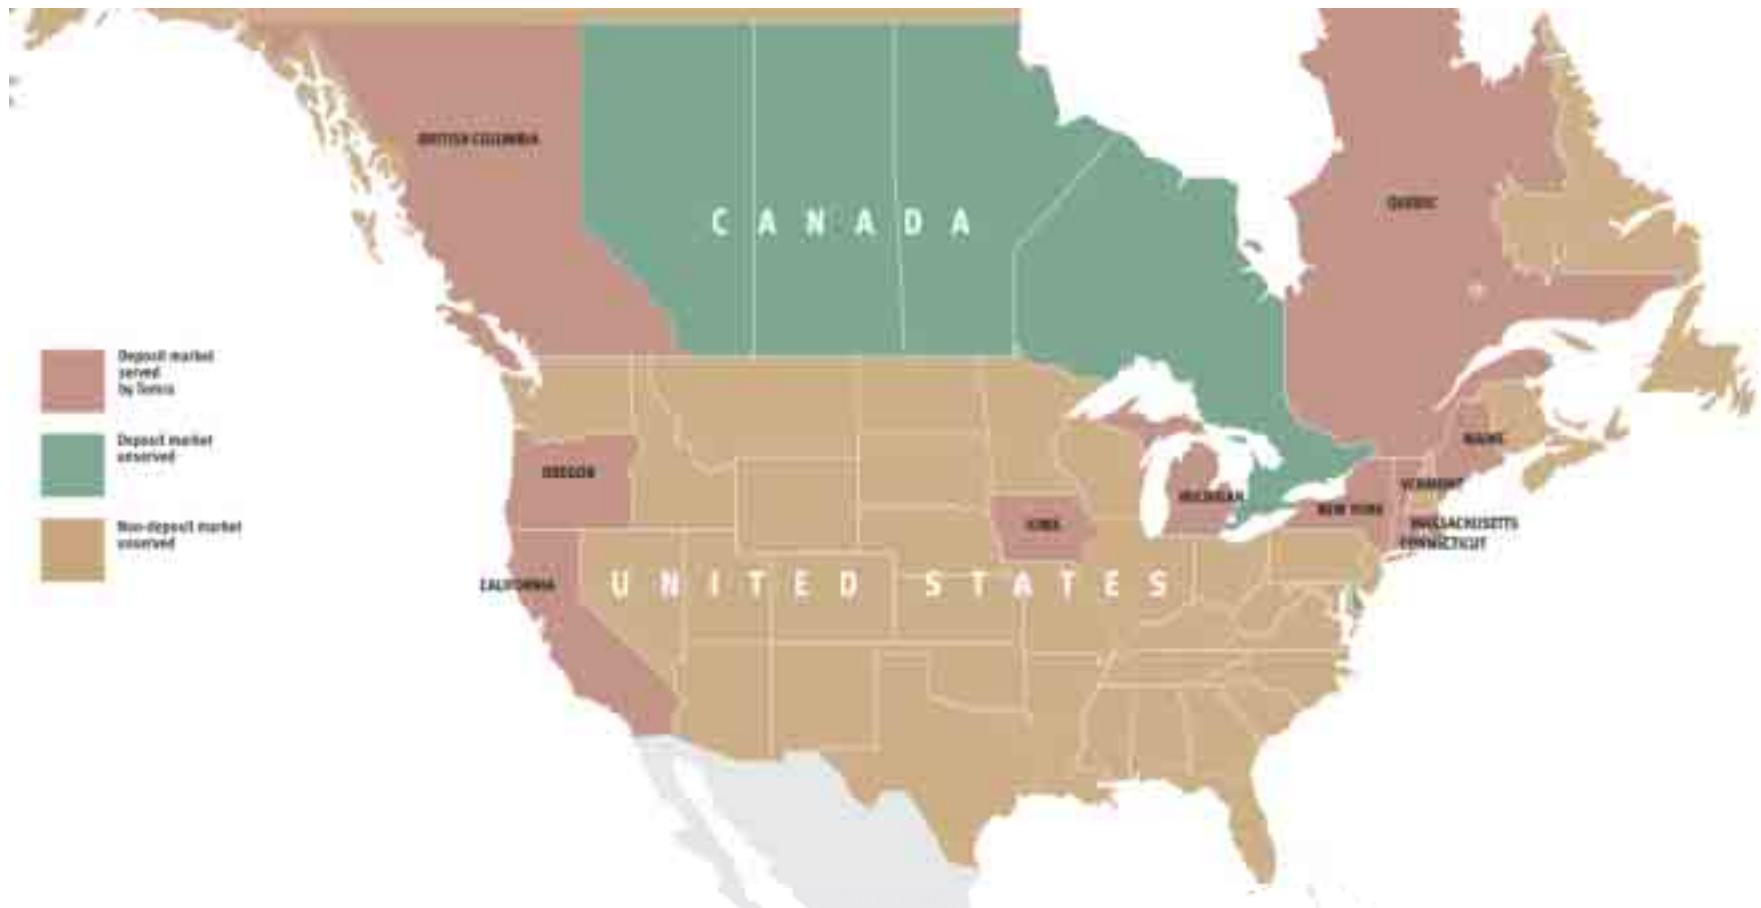 BRITISH COLUMBIA
CANADA
QUEBEC
Deposit market
served
by Tomra
Deposit market
unserved
Non-deposit market
unserved
OREGON
MAINE
VERMONT
MICHIGAN
NEW YORK
IOWA
MASSACHUSETTS
CONNECTICUT
CALIFORNIA
UNITED STATES